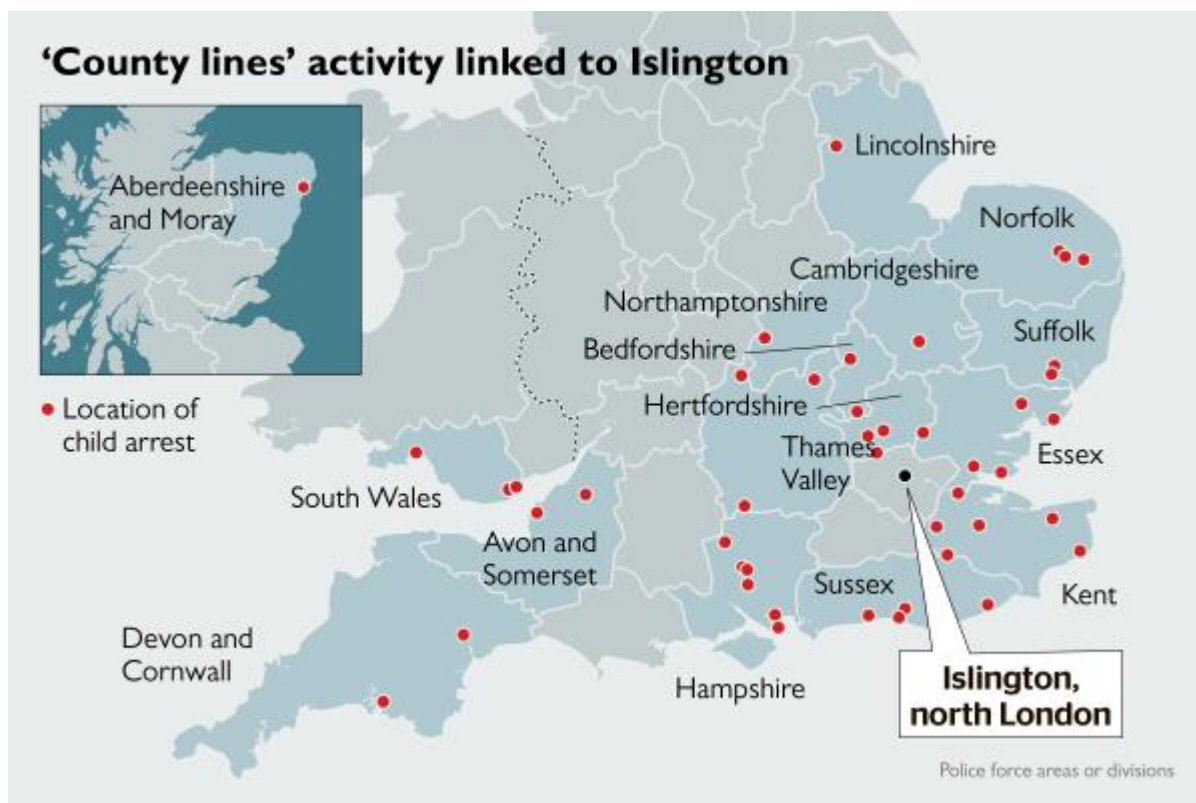 ‘County lines’ activity linked to Islington
Aberdeenshire
and Moray
Location of
child arrest
Lincolnshire
Norfolk
Cambridgeshire
Northamptonshire
Suffolk
Bedfordshire
Hertfordshire
Thames
Valley
Essex
South Wales
Avon and
Somerset
Sussex
Kent
Devon and
Cornwall
Hampshire
Islington,
north London
Police force areas or divisions